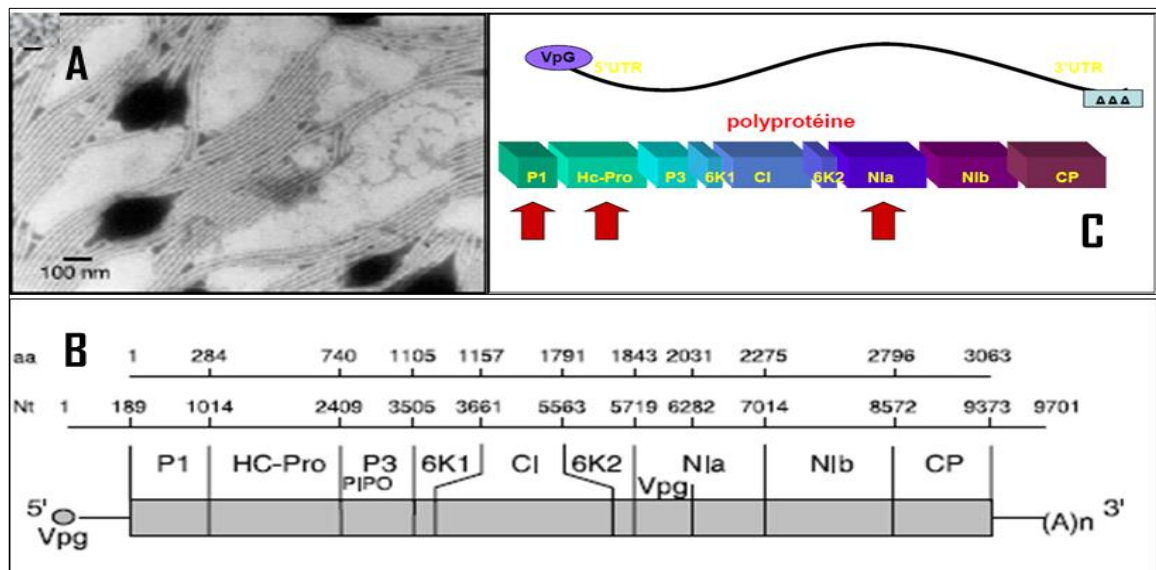 A
100 nm
VpG
5'UTR
3'UTR
AAA
polyprotéine
P1 Hc-Pro P3 6K1 CI 6K2 NIa NIb CP
C
B
aa 1 284 740 1105 1157 1791 1843 2031 2275 2796 3063
Nt 1 189 1014 2409 3505 3661 5563 5719 6282 7014 8572 9373 9701
P1 HC-Pro P3 6K1 CI 6K2 NIa NIb CP
PIPO Vpg
5' 3'
Vpg (A)n